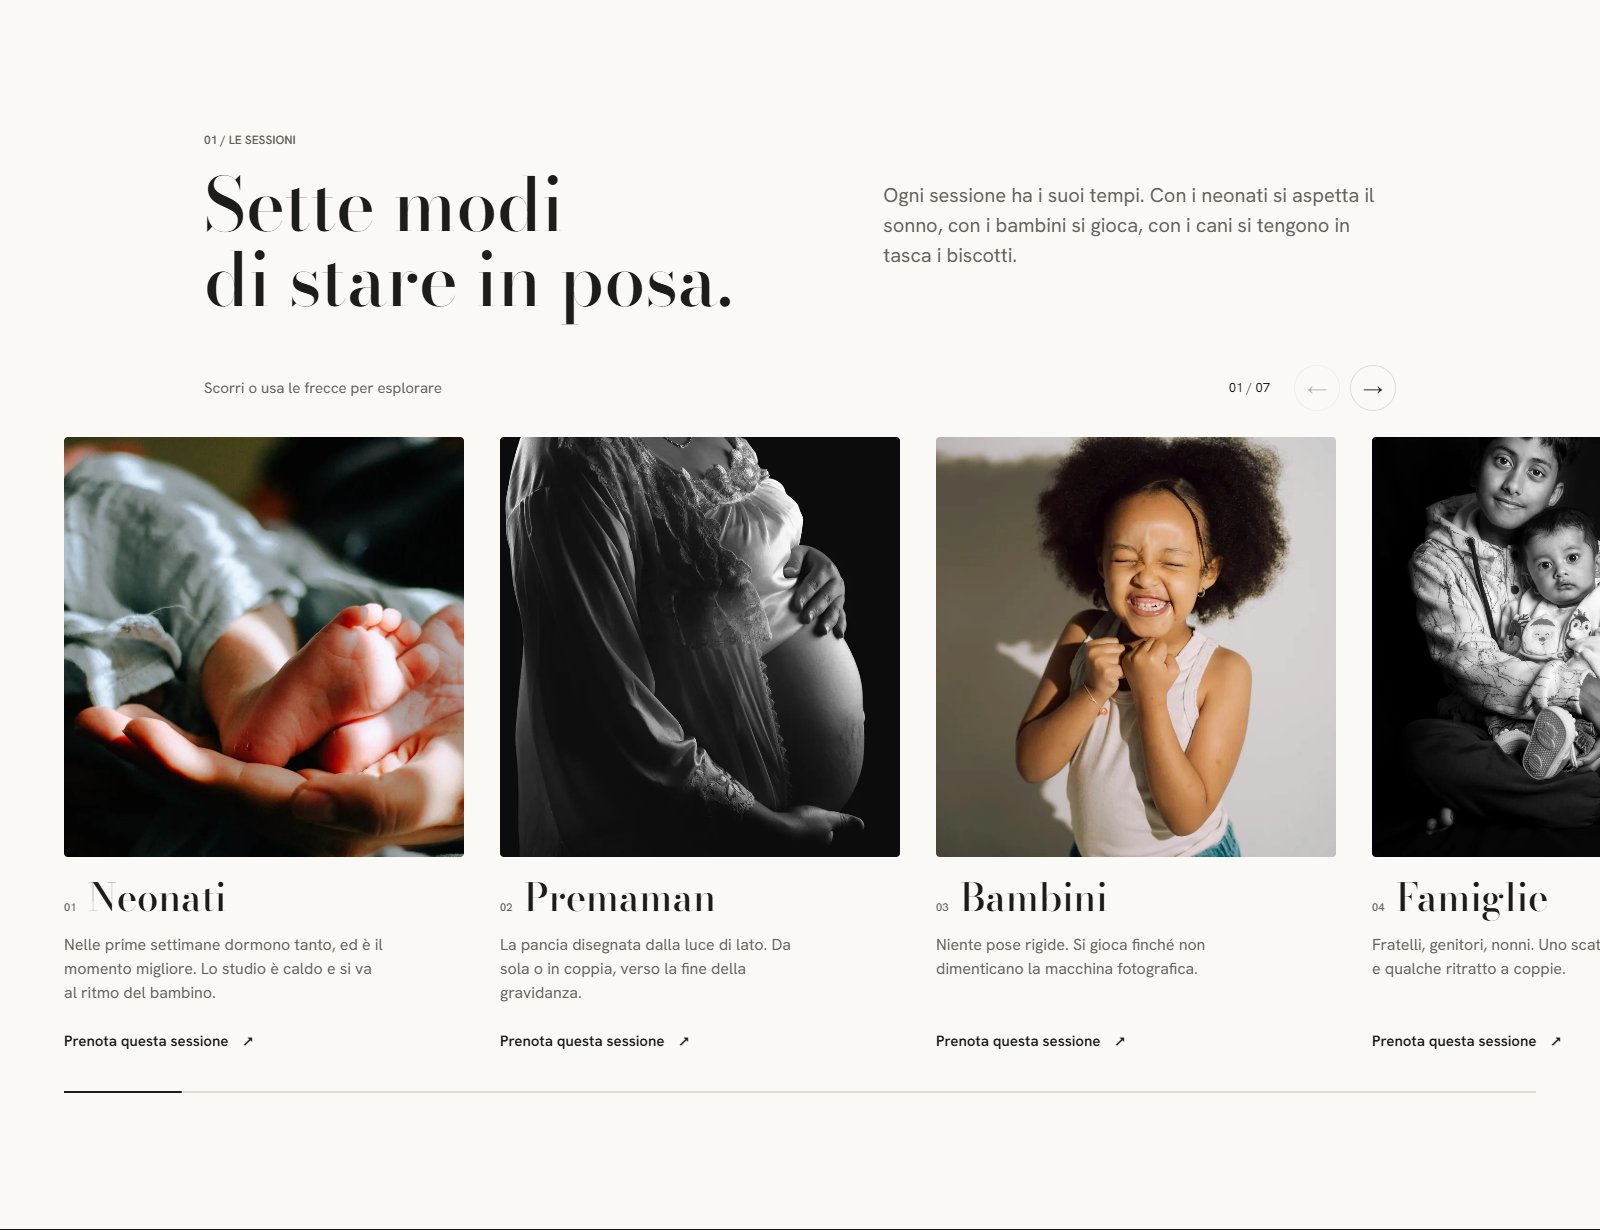 01 / LE SESSIONI
Sette modi
di stare in posa.
Ogni sessione ha i suoi tempi. Con i neonati si aspetta il
sonno, con i bambini si gioca, con i cani si tengono in
tasca i biscotti.
Scorri o usa le frecce per esplorare
01 / 07 ← →
01 Neonati
Nelle prime settimane dormono tanto, ed è il
momento migliore. Lo studio è caldo e si va
al ritmo del bambino.
Prenota questa sessione ↗
02 Premaman
La pancia disegnata dalla luce di lato. Da
sola o in coppia, verso la fine della
gravidanza.
Prenota questa sessione ↗
03 Bambini
Niente pose rigide. Si gioca finché non
dimenticano la macchina fotografica.
Prenota questa sessione ↗
04 Famiglie
Fratelli, genitori, nonni. Uno
e qualche ritratto a coppie.
Prenota questa sessione ↗